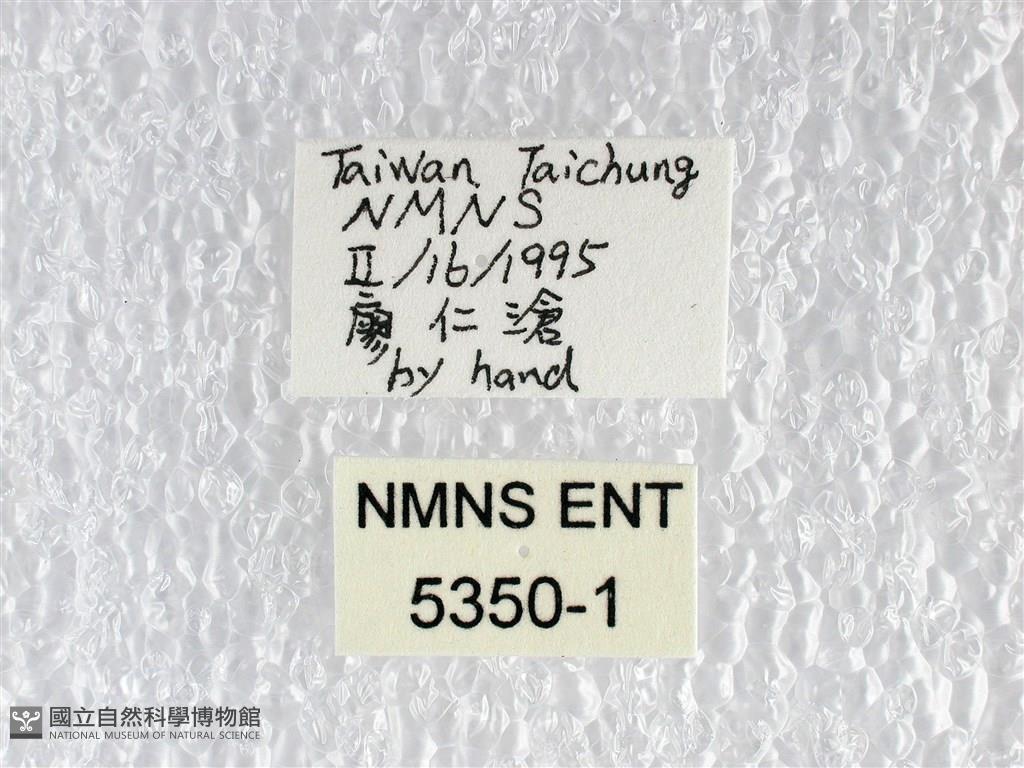 Taiwan Taichung
NMNS
II/16/1995
廖 仁 滄
by hand
NMNS ENT
5350-1
國立自然科學博物館
NATIONAL MUSEUM OF NATURAL SCIENCE